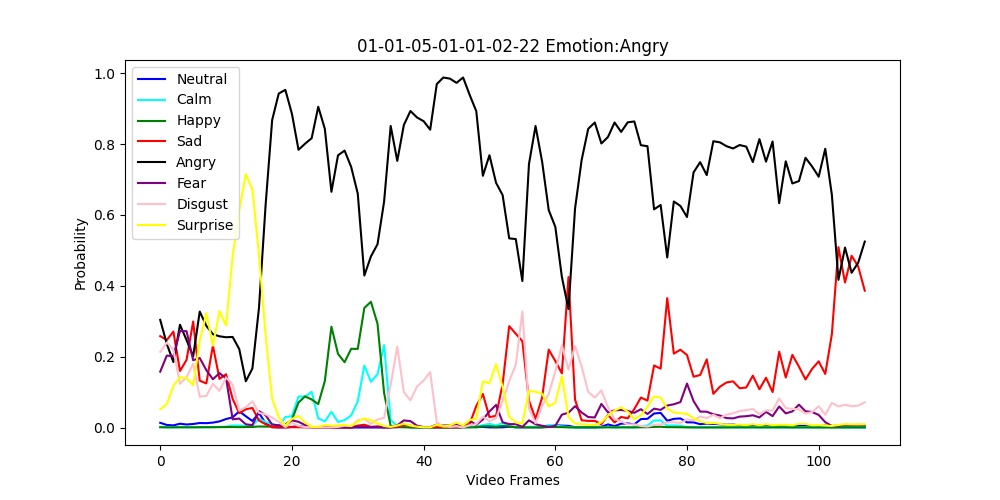 01-01-05-01-01-02-22 Emotion:Angry
Probability
1.0
0.8
0.6
0.4
0.2
0.0
Neutral
Calm
Happy
Sad
Angry
Fear
Disgust
Surprise
0
20
40
60
80
100
Video Frames